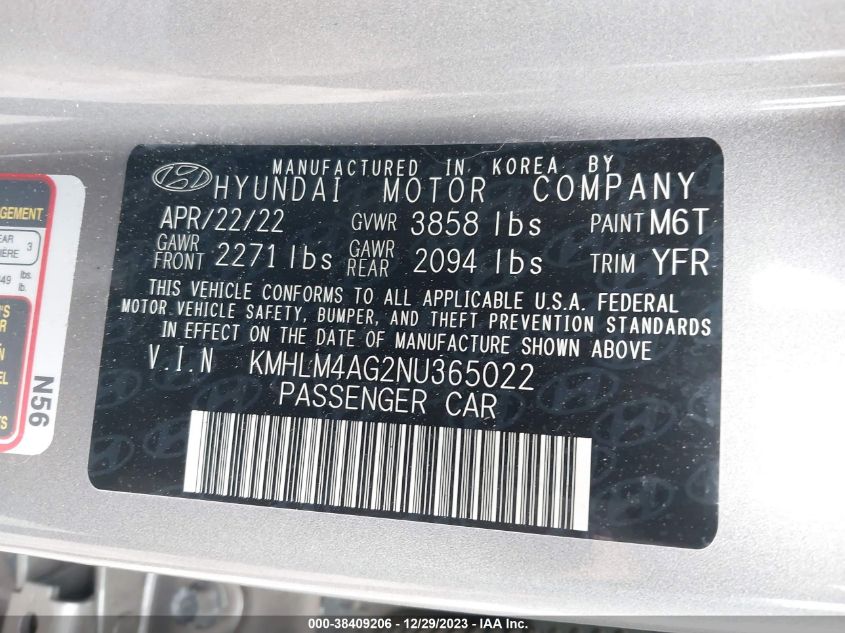 MANUFACTURED IN KOREA BY
HYUNDAI MOTOR COMPANY
APR/22/22 GVWR 3858 lbs PAINT M6T
GAWR FRONT 2271 lbs GAWR REAR 2094 lbs TRIM YFR
THIS VEHICLE CONFORMS TO ALL APPLICABLE U.S.A. FEDERAL
MOTOR VEHICLE SAFETY, BUMPER, AND THEFT PREVENTION STANDARDS
IN EFFECT ON THE DATE OF MANUFACTURE SHOWN ABOVE
V.I.N KMHLM4AG2NU365022
PASSENGER CAR
3
lbs.
lb.
N56
000-38409206 - 12/29/2023 - IAA Inc.